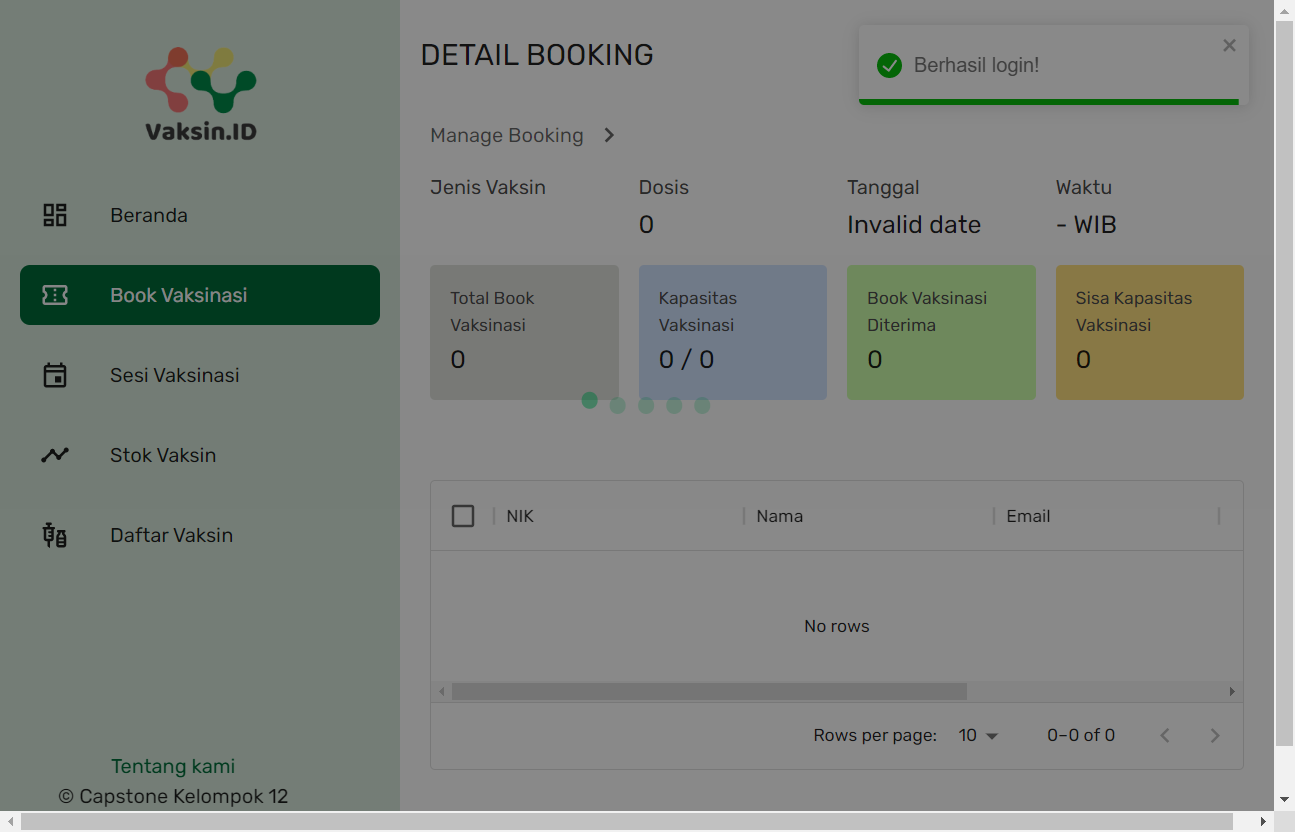 Vaksin.ID
Beranda
Book Vaksinasi
Sesi Vaksinasi
Stok Vaksin
Daftar Vaksin
Tentang kami
© Capstone Kelompok 12
DETAIL BOOKING
Berhasil login!
Manage Booking
Jenis Vaksin
Dosis
0
Tanggal
Invalid date
Waktu
- WIB
Total Book
Vaksinasi
0
Kapasitas
Vaksinasi
0 / 0
Book Vaksinasi
Diterima
0
Sisa Kapasitas
Vaksinasi
0
NIK Nama Email
No rows
Rows per page: 10 0–0 of 0